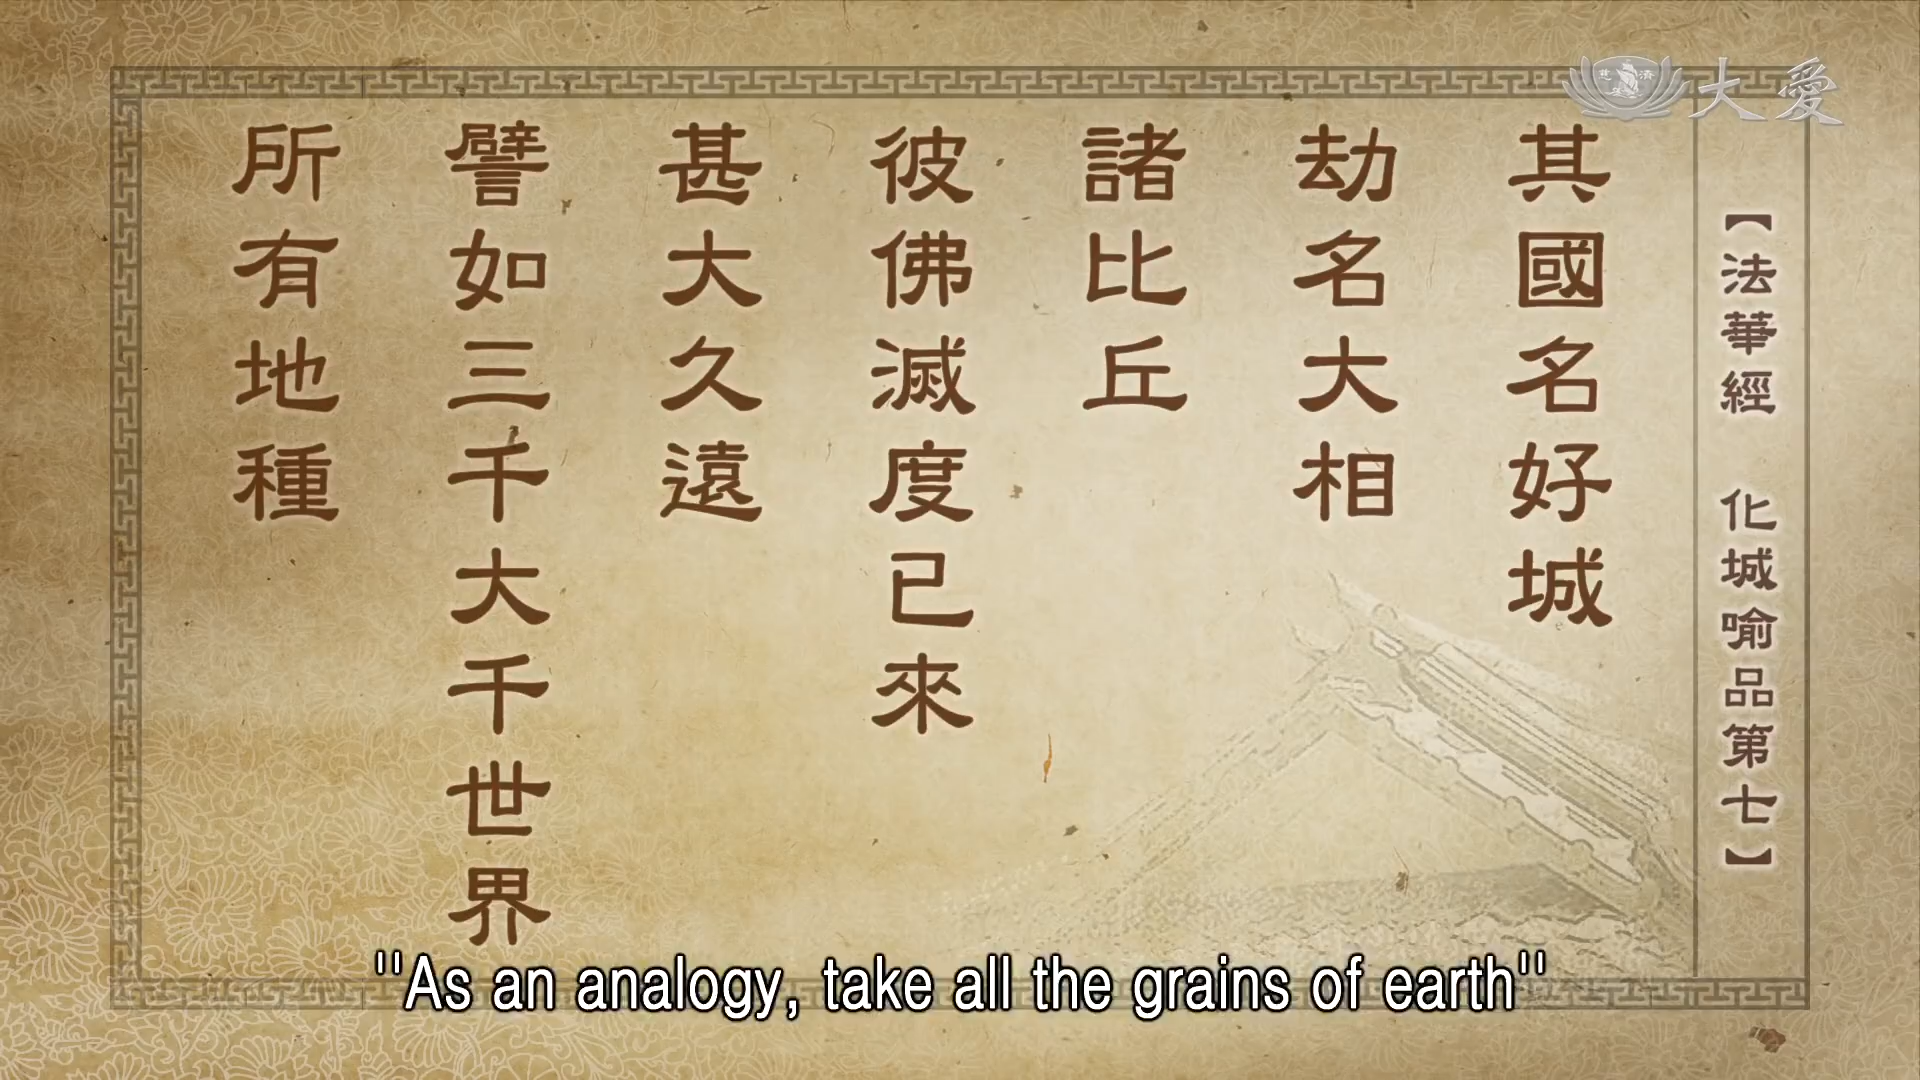 大愛
慈濟
【法華經 化城喻品第七】
其國名好城
劫名大相
諸比丘
彼佛滅度已來
甚大久遠
譬如三千大千世界
所有地種
"As an analogy, take all the grains of earth"